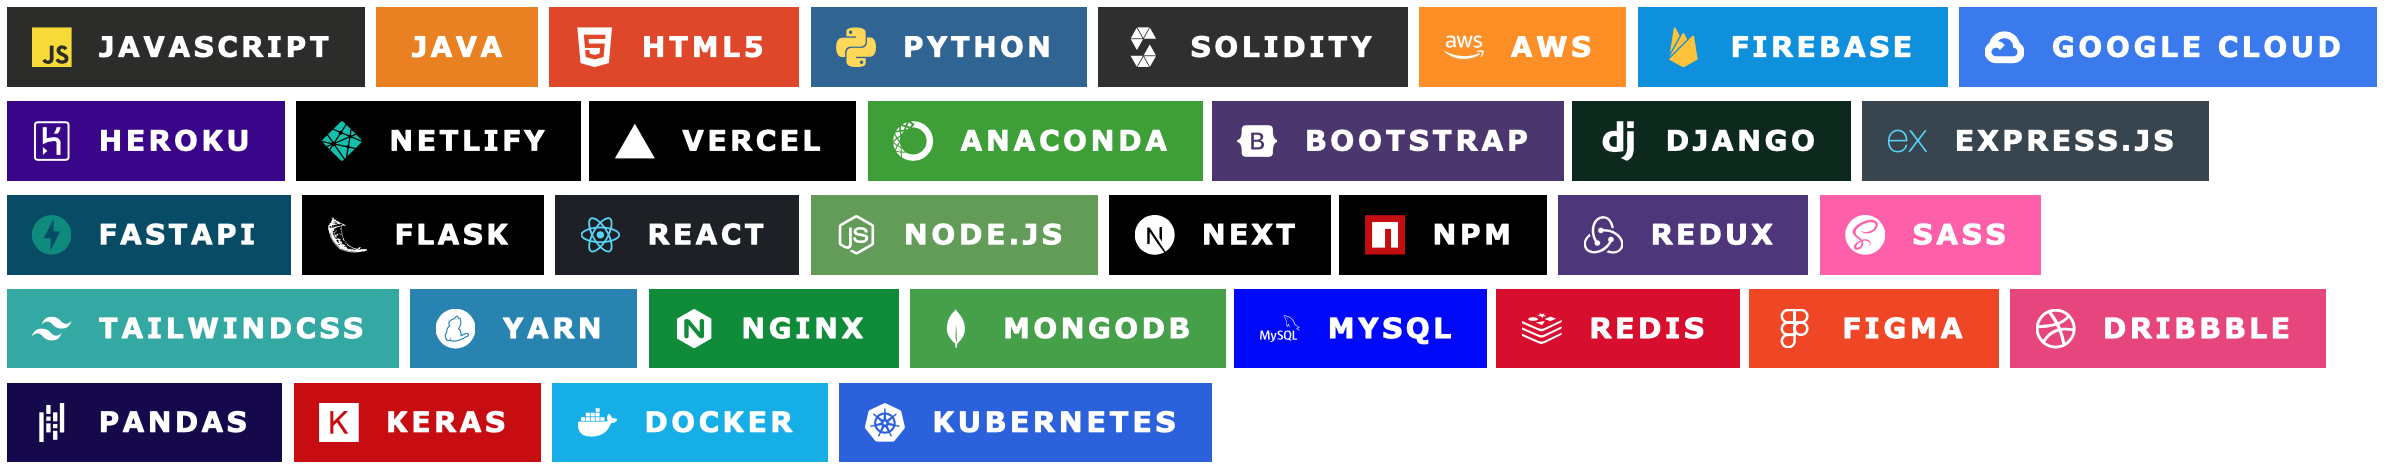 JS JAVASCRIPT JAVA 5 HTML5 PYTHON SOLIDITY aws AWS FIREBASE GOOGLE CLOUD
HEROKU NETLIFY VERCEL ANACONDA B BOOTSTRAP dj DJANGO ex EXPRESS.JS
FASTAPI FLASK REACT JS NODE.JS N NEXT n NPM REDUX S SASS
TAILWINDCSS YARN N NGINX MONGODB MySQL MYSQL REDIS FIGMA DRIBBBLE
PANDAS K KERAS DOCKER KUBERNETES